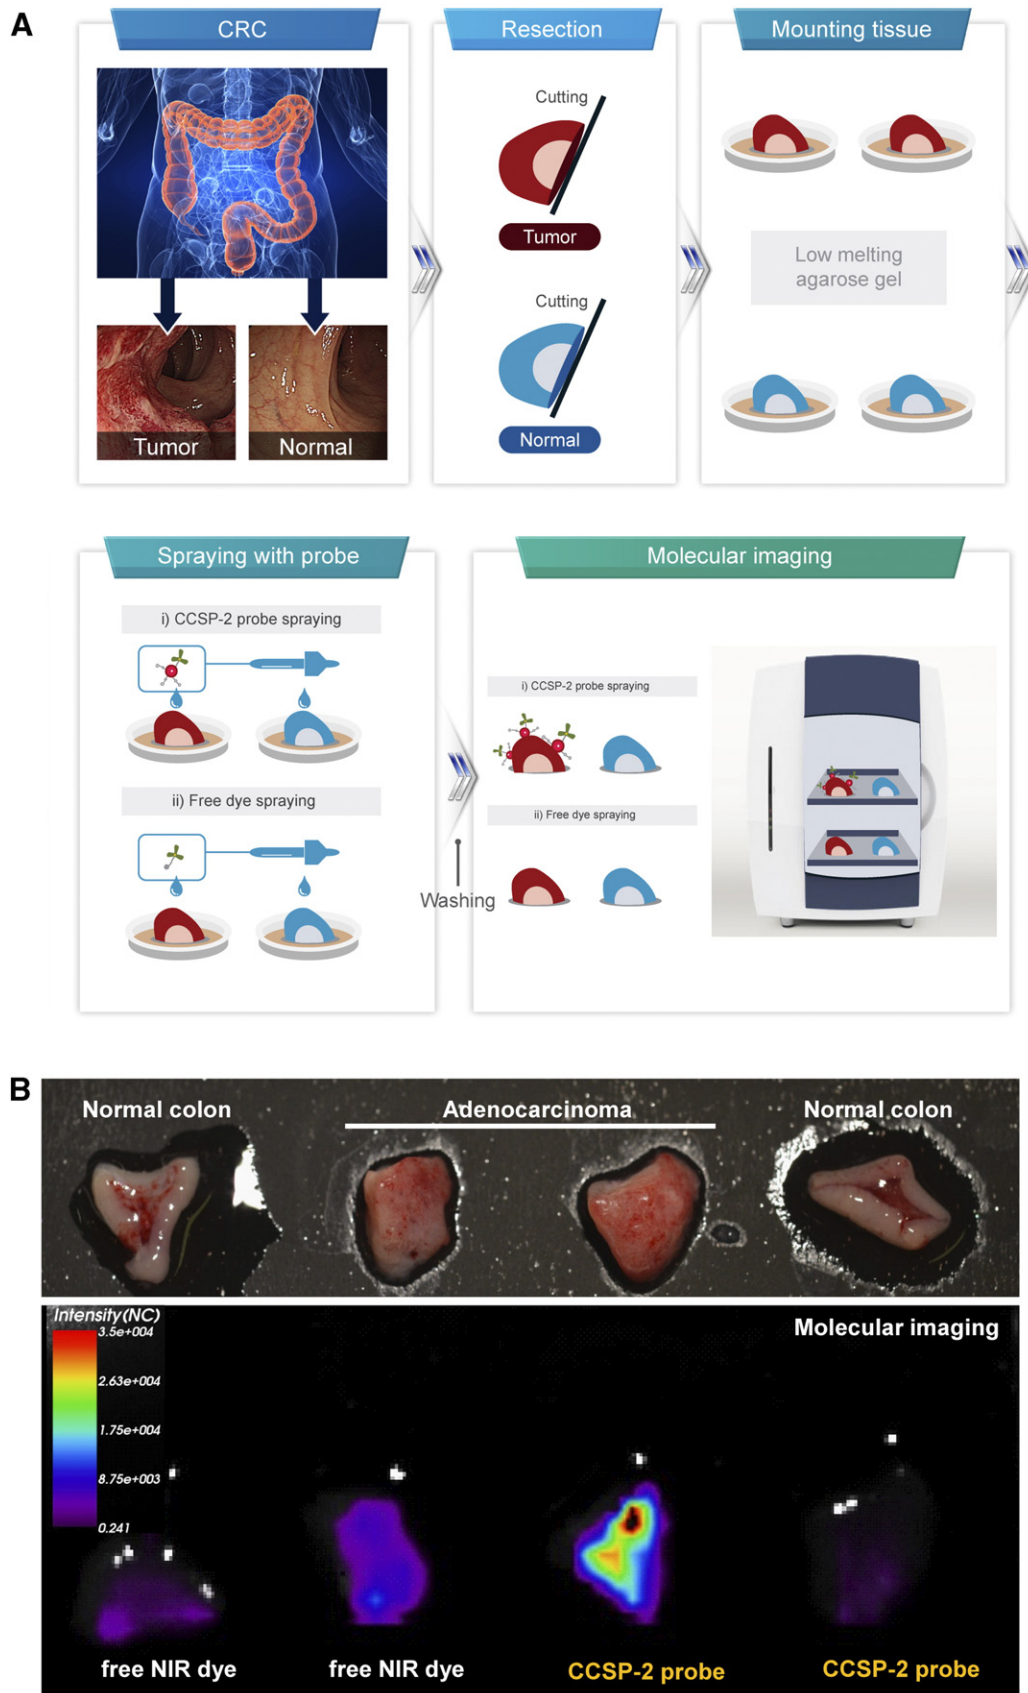 A
CRC
Resection
Mounting tissue
Cutting
Tumor
Cutting
Normal
Low melting
agarose gel
Tumor
Normal
Spraying with probe
Molecular imaging
i) CCSP-2 probe spraying
ii) Free dye spraying
Washing
i) CCSP-2 probe spraying
ii) Free dye spraying
B
Normal colon
Adenocarcinoma
Normal colon
Intensity(NC)
3.5e+004
2.63e+004
1.75e+004
8.75e+003
0.241
Molecular imaging
free NIR dye
free NIR dye
CCSP-2 probe
CCSP-2 probe